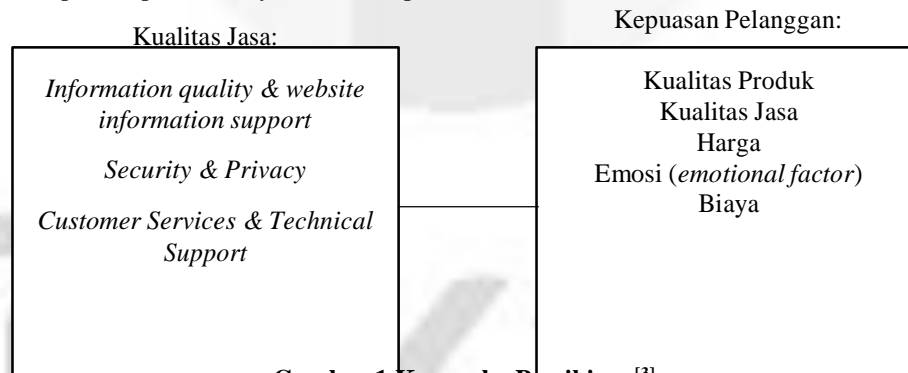 Kualitas Jasa:
Information quality & website
information support
Security & Privacy
Customer Services & Technical
Support
Kepuasan Pelanggan:
Kualitas Produk
Kualitas Jasa
Harga
Emosi (emotional factor)
Biaya
[3]